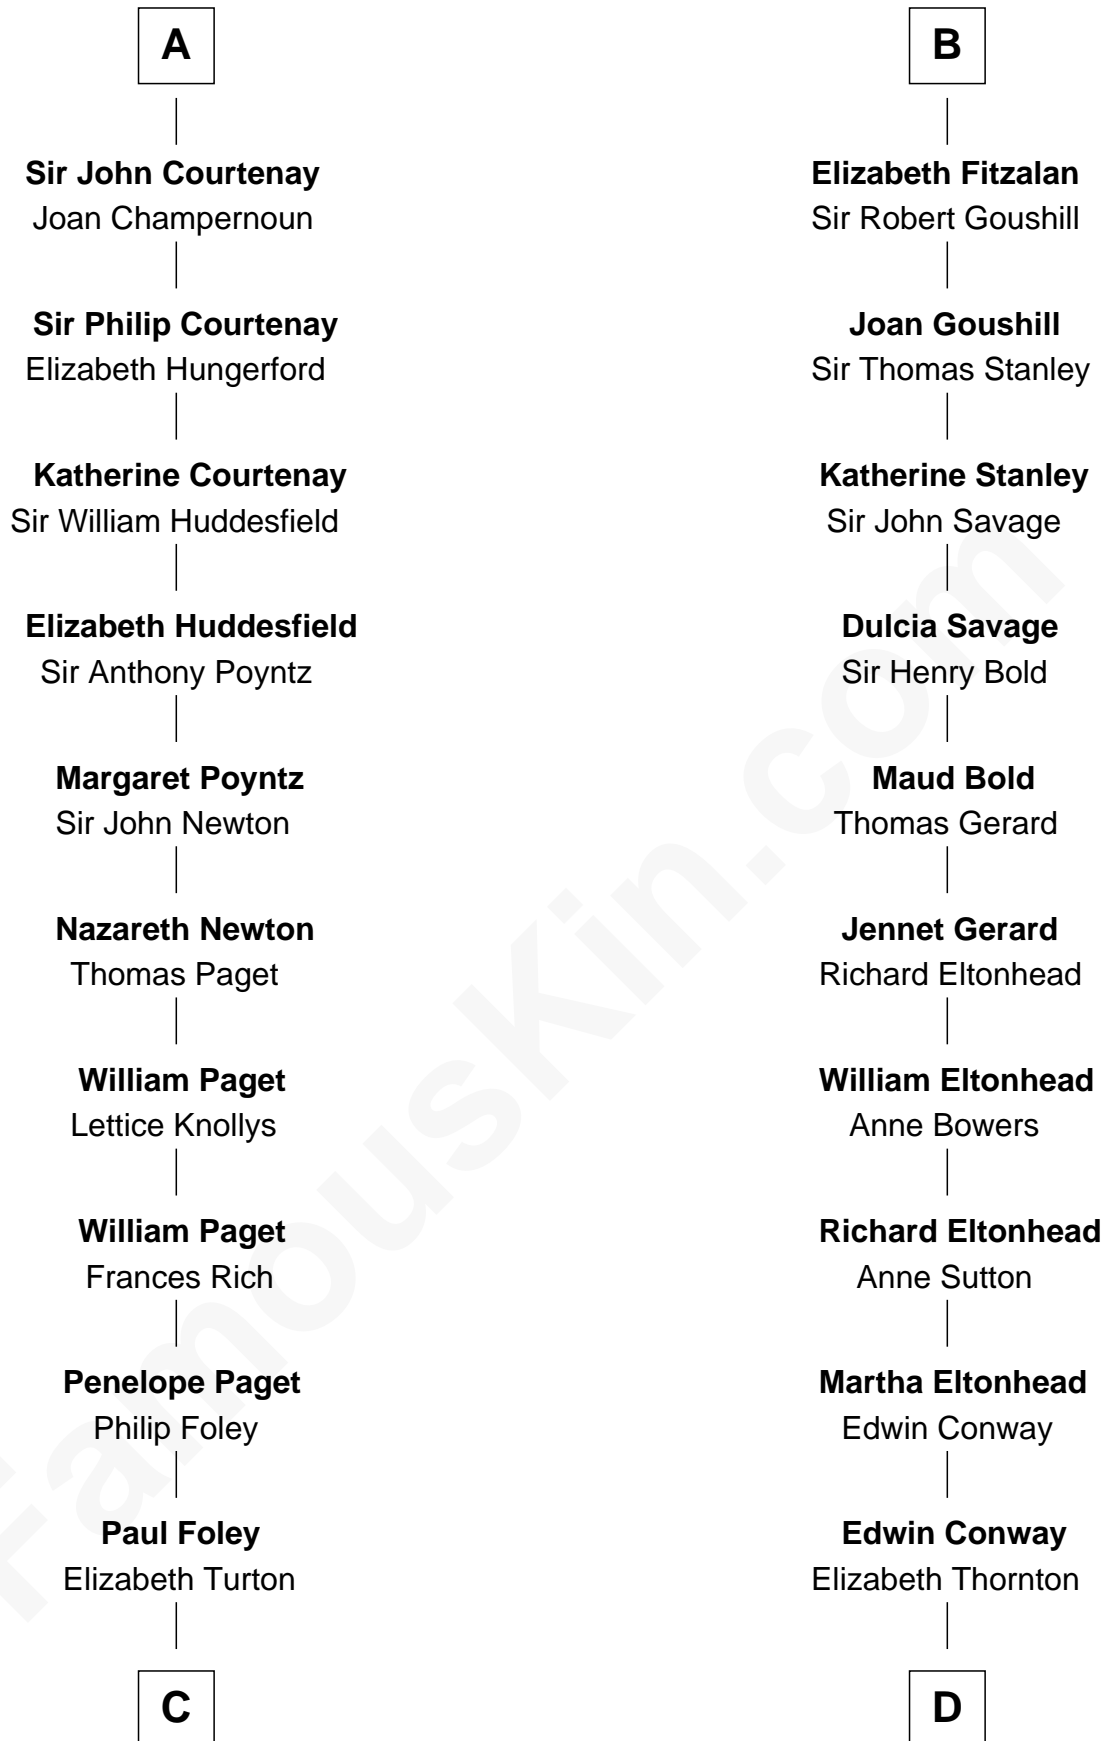 A
Sir John Courtenay
Joan Champernoun
Sir Philip Courtenay
Elizabeth Hungerford
Katherine Courtenay
Sir William Huddesfield
Elizabeth Huddesfield
Sir Anthony Poyntz
Margaret Poyntz
Sir John Newton
Nazareth Newton
Thomas Paget
William Paget
Lettice Knollys
William Paget
Frances Rich
Penelope Paget
Philip Foley
Paul Foley
Elizabeth Turton
C
B
Elizabeth Fitzalan
Sir Robert Goushill
Joan Goushill
Sir Thomas Stanley
Katherine Stanley
Sir John Savage
Dulcia Savage
Sir Henry Bold
Maud Bold
Thomas Gerard
Jennet Gerard
Richard Eltonhead
William Eltonhead
Anne Bowers
Richard Eltonhead
Anne Sutton
Martha Eltonhead
Edwin Conway
Edwin Conway
Elizabeth Thornton
D
FamousKin.com